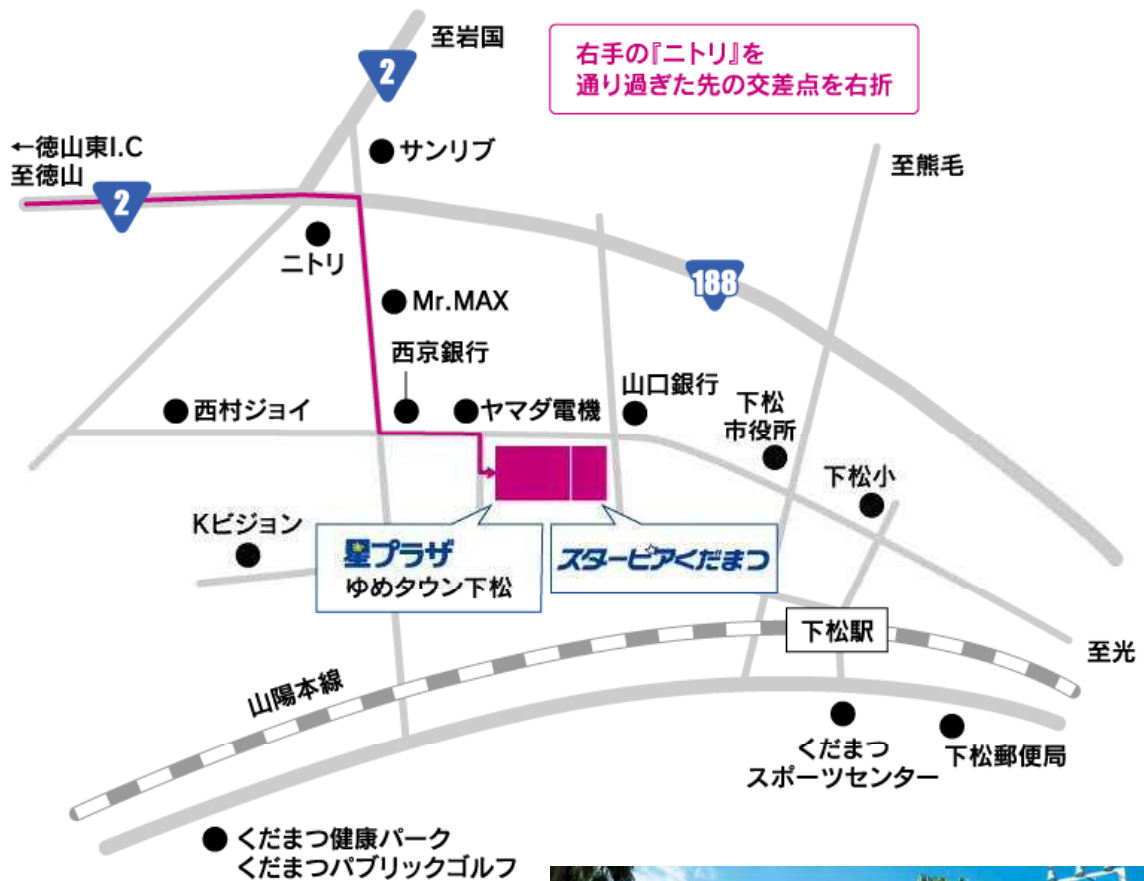 至岩国
2
右手の『ニトリ』を
通り過ぎた先の交差点を右折
←徳山東I.C
至徳山
2
サンリブ
至熊毛
ニトリ
188
Mr.MAX
西京銀行
西村ジョイ
ヤマダ電機
山口銀行
下松
市役所
下松小
Kビジョン
星プラザ
ゆめタウン下松
スターピアくだまつ
下松駅
至光
山陽本線
くだまつ
スポーツセンター
下松郵便局
くだまつ健康パーク
くだまつパブリックゴルフ